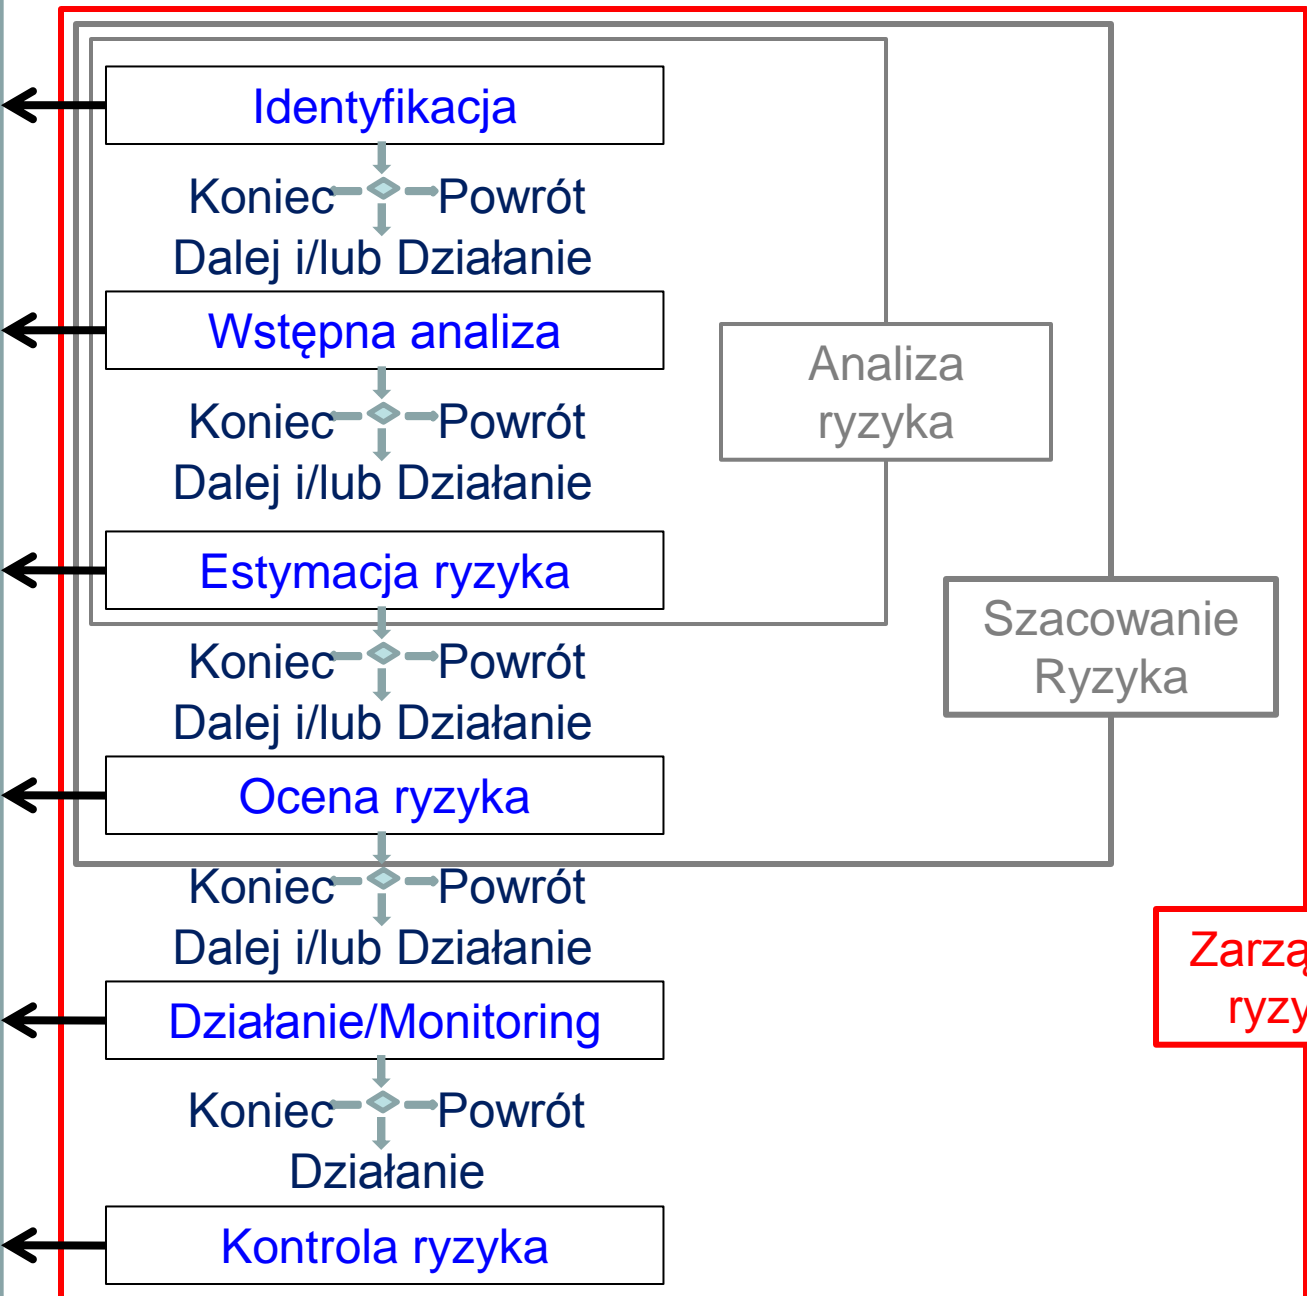 Identyfikacja
Koniec Powrót
Dalej i/lub Działanie
Wstępna analiza
Analiza
ryzyka
Koniec Powrót
Dalej i/lub Działanie
Estymacja ryzyka
Szacowanie
Ryzyka
Koniec Powrót
Dalej i/lub Działanie
Ocena ryzyka
Koniec Powrót
Dalej i/lub Działanie
Zarzą
ryzy
Działanie/Monitoring
Koniec Powrót
Działanie
Kontrola ryzyka